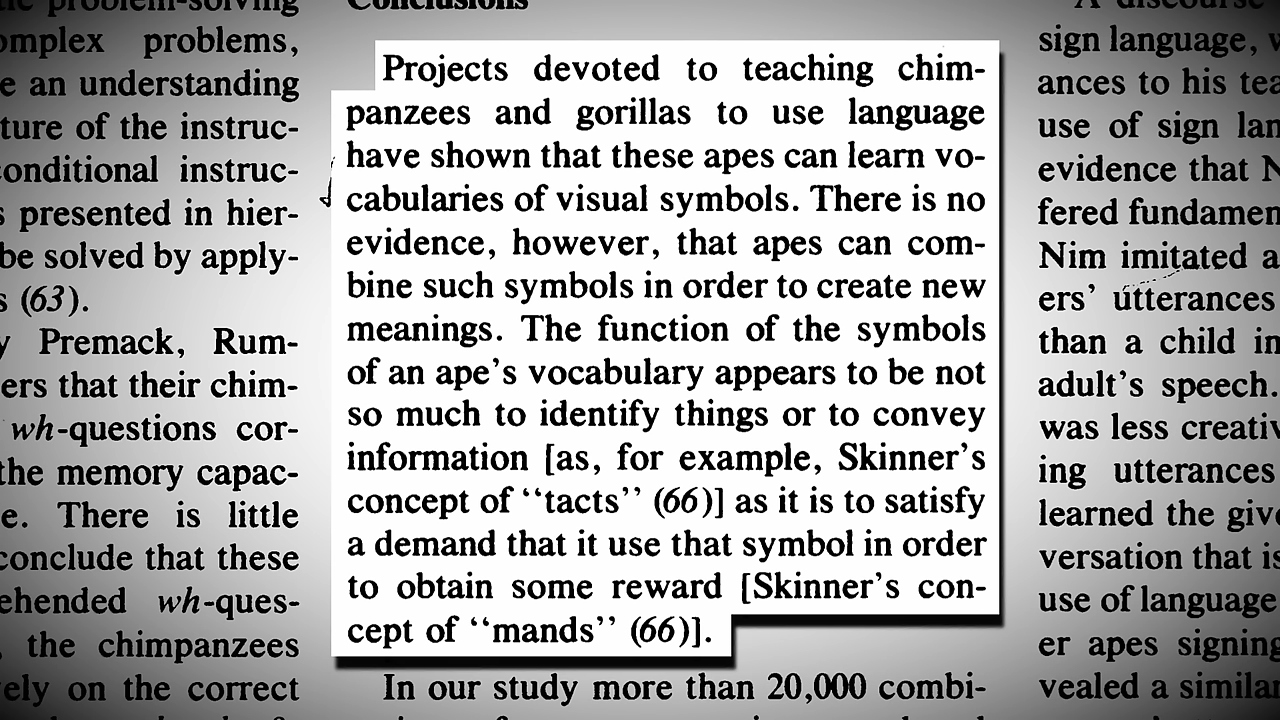 complex problems,
e an understanding
ture of the instruc-
conditional instruc-
s presented in hier-
be solved by apply-
s (63).
y Premack, Rum-
ers that their chim-
wh-questions cor-
the memory capac-
e. There is little
conclude that these
ehended wh-ques-
, the chimpanzees
vely on the correct
Conclusions
Projects devoted to teaching chim-
panzees and gorillas to use language
have shown that these apes can learn vo-
cabularies of visual symbols. There is no
evidence, however, that apes can com-
bine such symbols in order to create new
meanings. The function of the symbols
of an ape's vocabulary appears to be not
so much to identify things or to convey
information [as, for example, Skinner's
concept of "tacts" (66)] as it is to satisfy
a demand that it use that symbol in order
to obtain some reward [Skinner's con-
cept of "mands" (66)].
In our study more than 20,000 combi-
A discourse
sign language,
ances to his tea
use of sign lan
evidence that N
fered fundamen
Nim imitated a
ers' utterances
than a child in
adult's speech.
was less creativ
ing utterances
learned the give
versation that is
use of language
er apes signing
vealed a similar